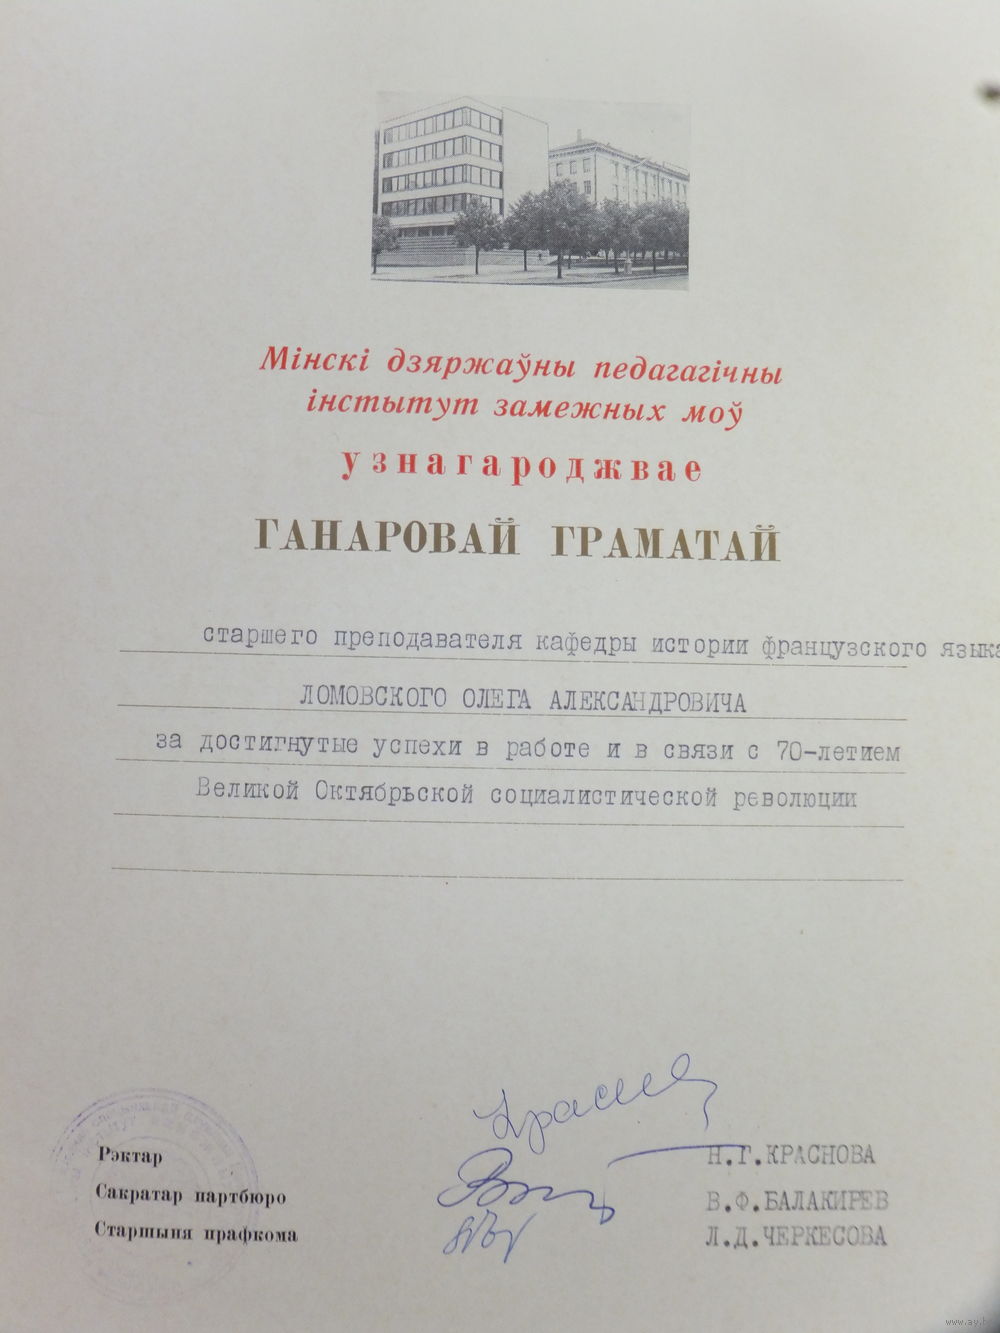 Мінскі дзяржаўны педагагічны
інстытут замежных моў
узнагароджвае
ГАНАРОВАЙ ГРАМАТАЙ
старшего преподавателя кафедры истории французского языка
ЛОМОВСКОГО ОЛЕГА АЛЕКСАНДРОВИЧА
за достигнутые успехи в работе и в связи с 70-летием
Великой Октябрьской социалистической революции
Рэктар Н.Г.КРАСНОВА
Сакратар партбюро В.Ф.БАЛАКИРЕВ
Старшыня прафкома Л.Д.ЧЕРКЕСОВА